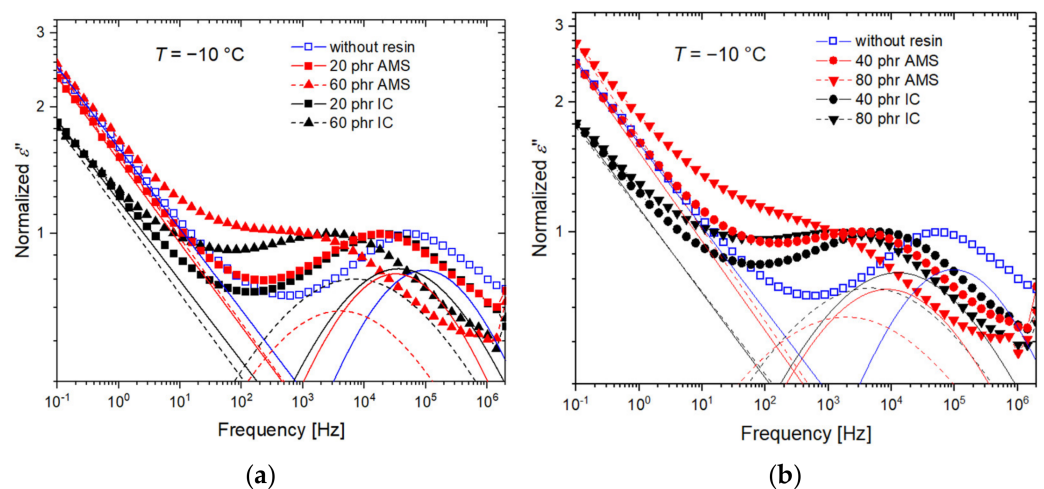 3
2
1
Normalized ε"
T = −10 °C
without resin
20 phr AMS
60 phr AMS
20 phr IC
60 phr IC
10⁻¹ 10⁰ 10¹ 10² 10³ 10⁴ 10⁵ 10⁶
Frequency [Hz]
(a)
3
2
1
Normalized ε"
T = −10 °C
without resin
40 phr AMS
80 phr AMS
40 phr IC
80 phr IC
10⁻¹ 10⁰ 10¹ 10² 10³ 10⁴ 10⁵ 10⁶
Frequency [Hz]
(b)